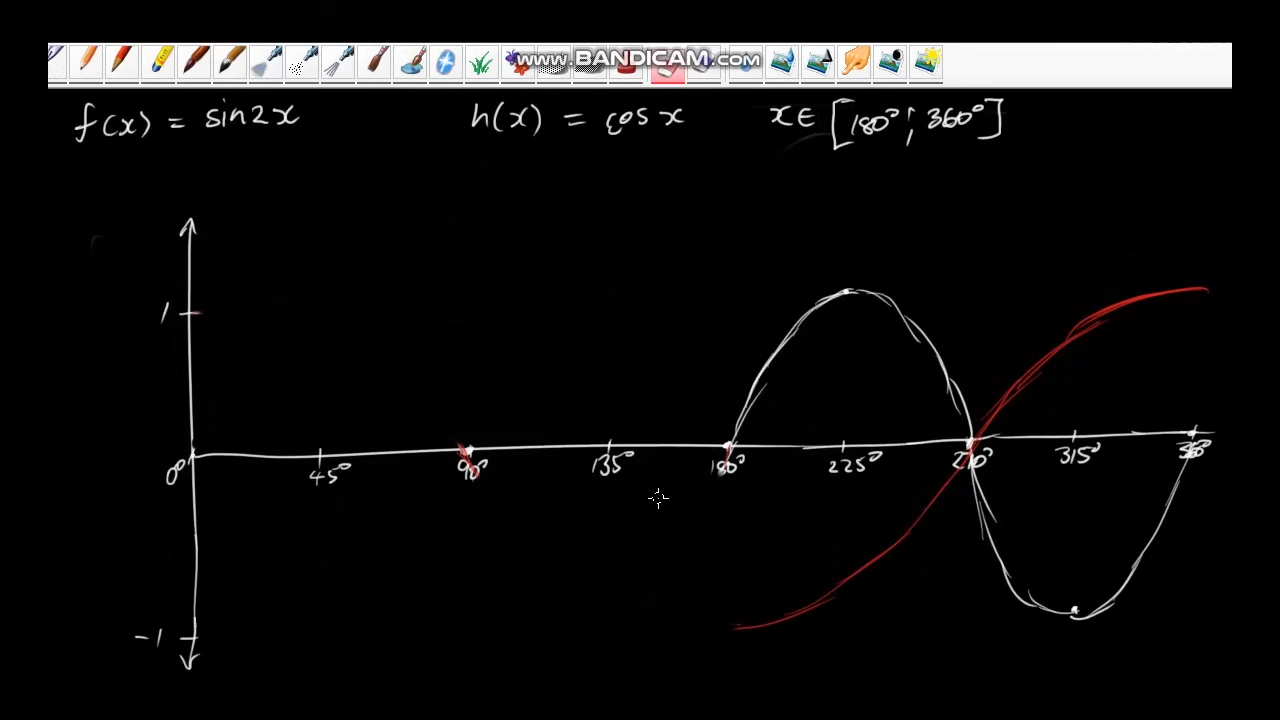 www.BANDICAM.com
f(x) = sin2x h(x) = cos x x∈ [180°; 360°]
1
0° 45° 90° 135° 180° 225° 270° 315° 360°
-1